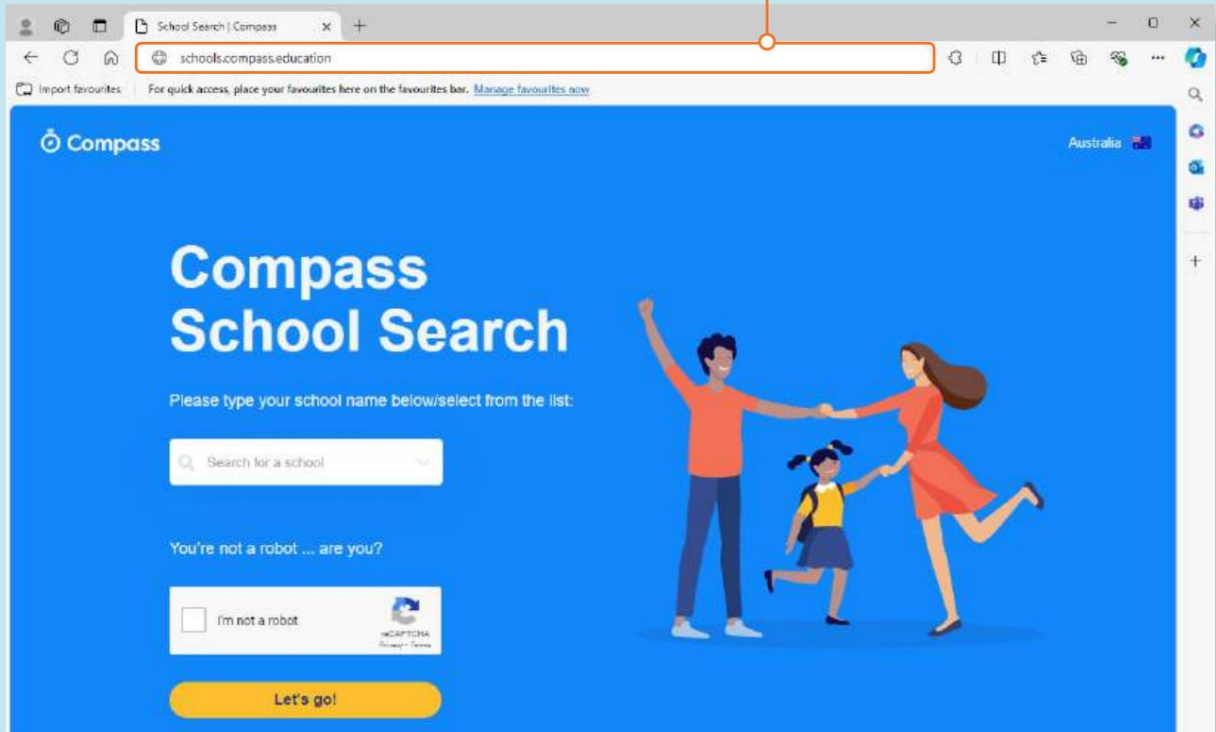 School Search | Compass
schools.compass.education
Import favourites For quick access, place your favourites here on the favourites bar. Manage favourites now
Compass
Australia
Compass
School Search
Please type your school name below/select from the list:
Search for a school
You're not a robot ... are you?
I'm not a robot
reCAPTCHA
Privacy - Terms
Let's go!